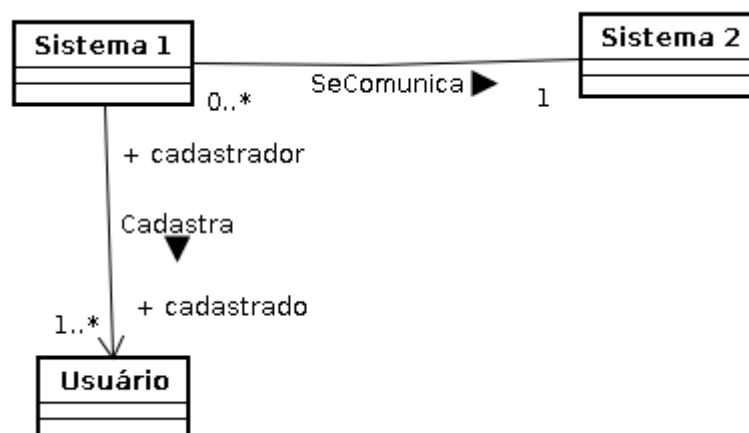 Sistema 1
Sistema 2
SeComunica
0..*
1
+ cadastrador
Cadastra
+ cadastrado
1..*
Usuário